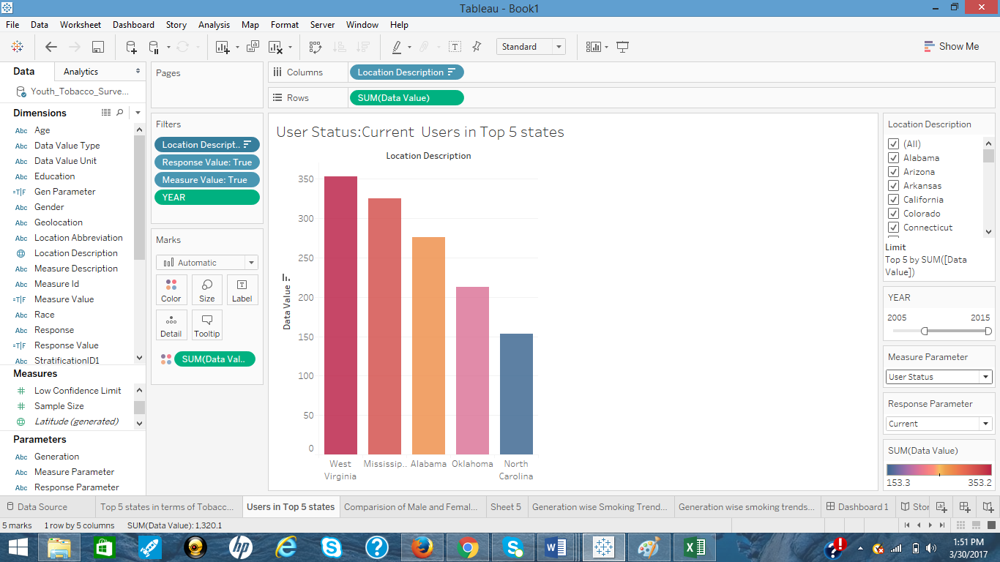 Tableau - Book1
File Data Worksheet Dashboard Story Analysis Map Format Server Window Help
Standard
Show Me
Data Analytics
Youth_Tobacco_Surve...
Dimensions
Abc Age
Abc Data Value Type
Abc Data Value Unit
Abc Education
=T|F Gen Parameter
Abc Gender
Abc Geolocation
Abc Location Abbreviation
Location Description
Abc Measure Description
Abc Measure Id
=T|F Measure Value
Abc Race
Abc Response
=T|F Response Value
Abc StratificationID1
Measures
# Low Confidence Limit
# Sample Size
Latitude (generated)
Parameters
Abc Generation
Abc Measure Parameter
Abc Response Parameter
Pages
Filters
Location Descript..
Response Value: True
Measure Value: True
YEAR
Marks
Automatic
Color Size Label
Detail Tooltip
SUM(Data Val..
Columns Location Description
Rows SUM(Data Value)
User Status:Current Users in Top 5 states
Location Description
Data Value
350
300
250
200
150
100
50
0
West Virginia Mississip.. Alabama Oklahoma North Carolina
Location Description
(All)
Alabama
Arizona
Arkansas
California
Colorado
Connecticut
Limit
Top 5 by SUM([Data
Value])
YEAR
2005 2015
Measure Parameter
User Status
Response Parameter
Current
SUM(Data Value)
153.3 353.2
Data Source Top 5 states in terms of Tobacc... Users in Top 5 states Comparision of Male and Femal... Sheet 5 Generation wise Smoking Trend... Generation wise smoking trends... Dashboard 1 Stor
5 marks 1 row by 5 columns SUM(Data Value): 1,320.1
1:51 PM
3/30/2017